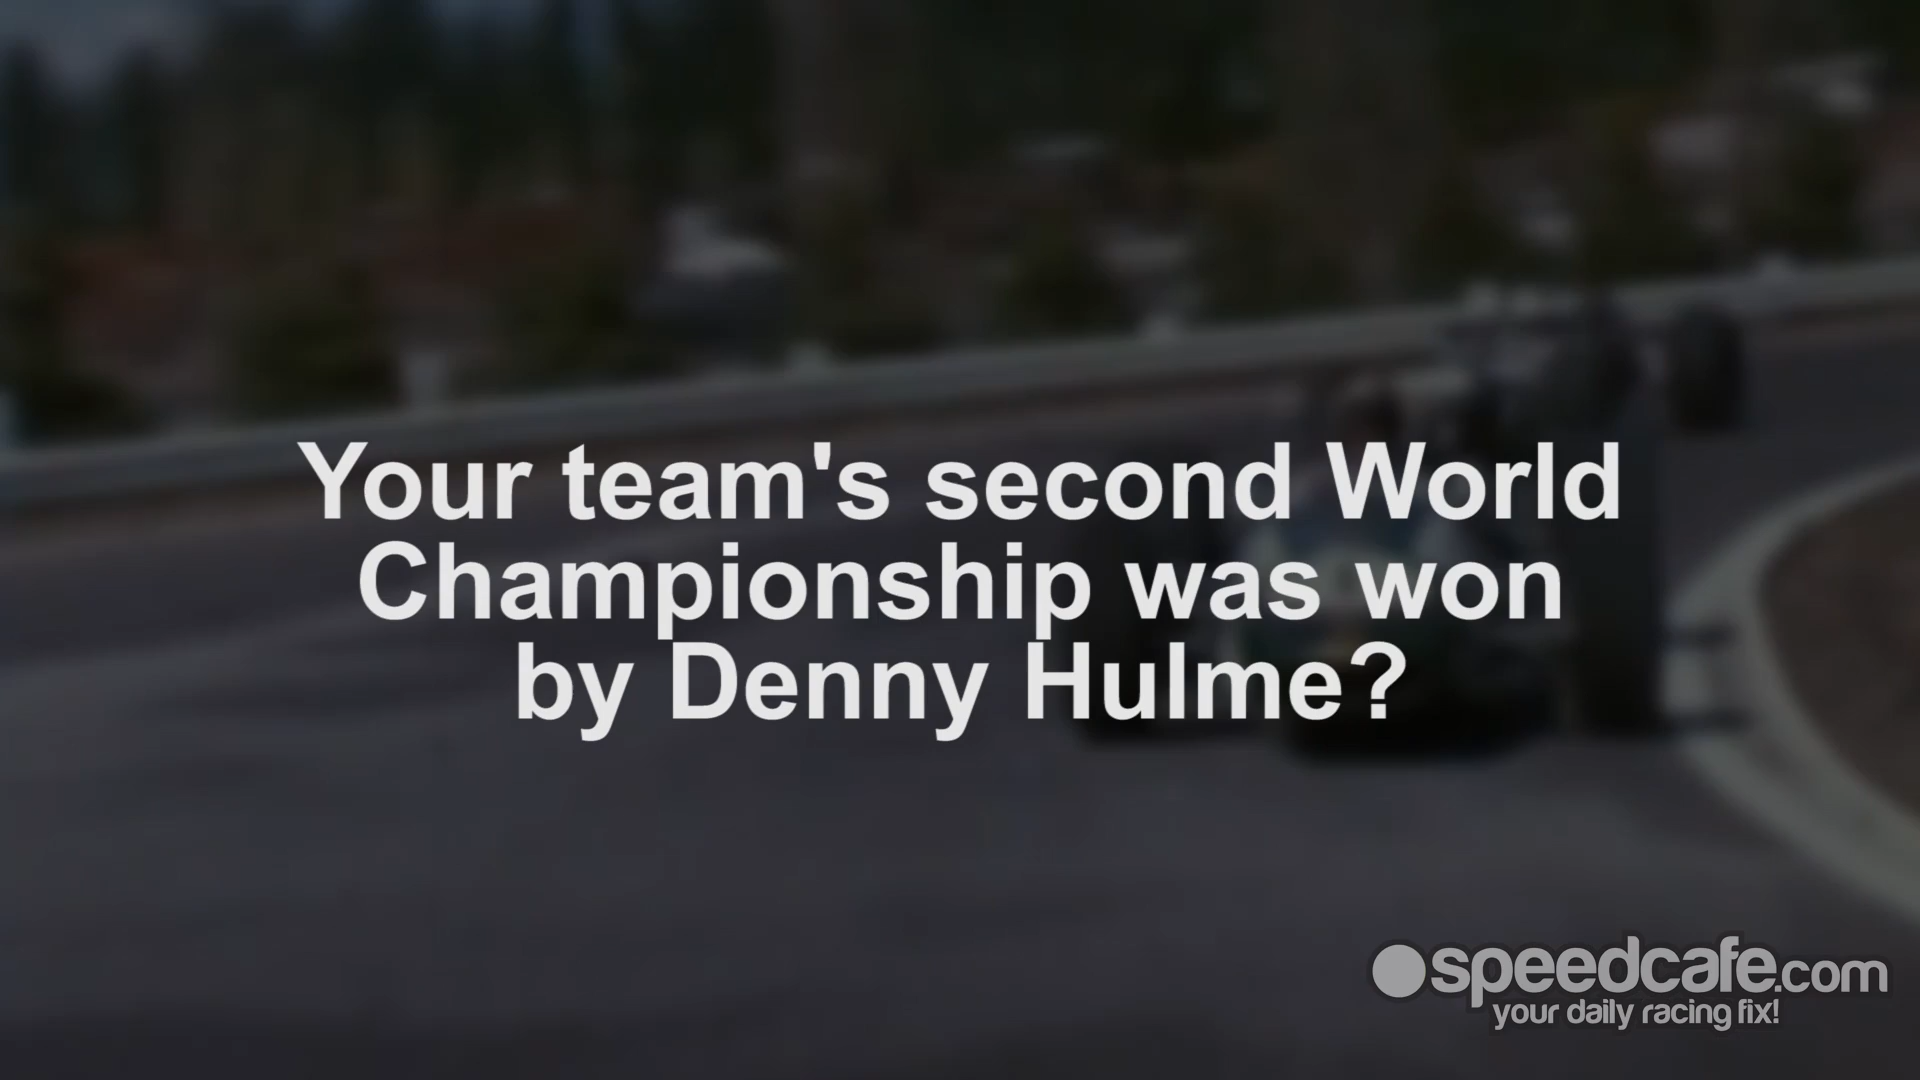 Your team's second World
Championship was won
by Denny Hulme?
speedcafe.com
your daily racing fix!